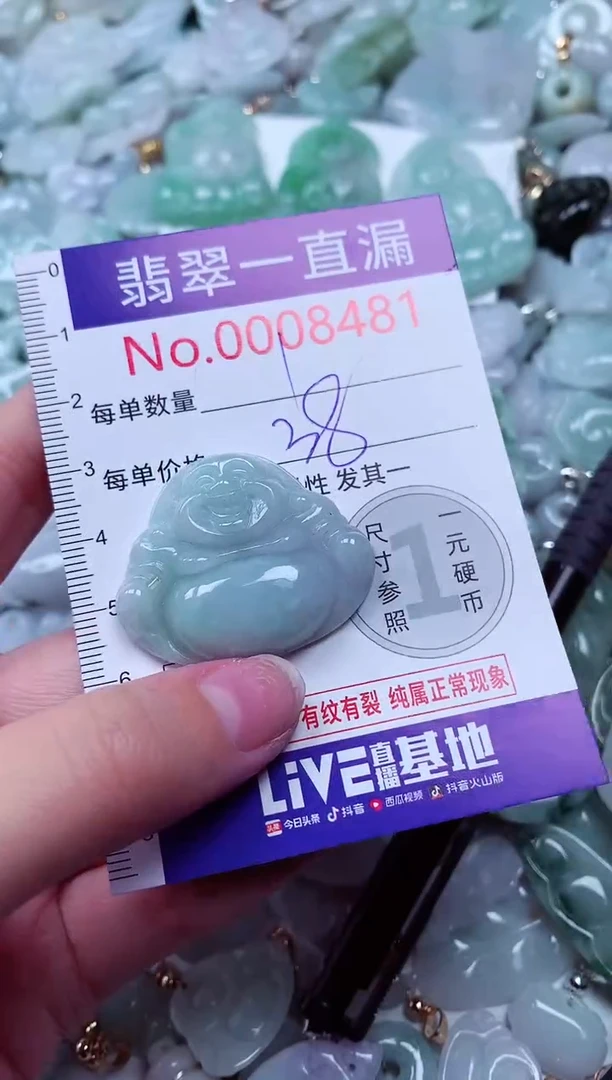 翡翠一直漏
No.0008481
0
1
2
3
4
5
6
每单数量
1
每单价格
38
性 发其一
一元硬币
尺寸参照
1
有纹有裂 纯属正常现象
LiVE直播基地
头条 今日头条 抖音 西瓜视频 抖音火山版